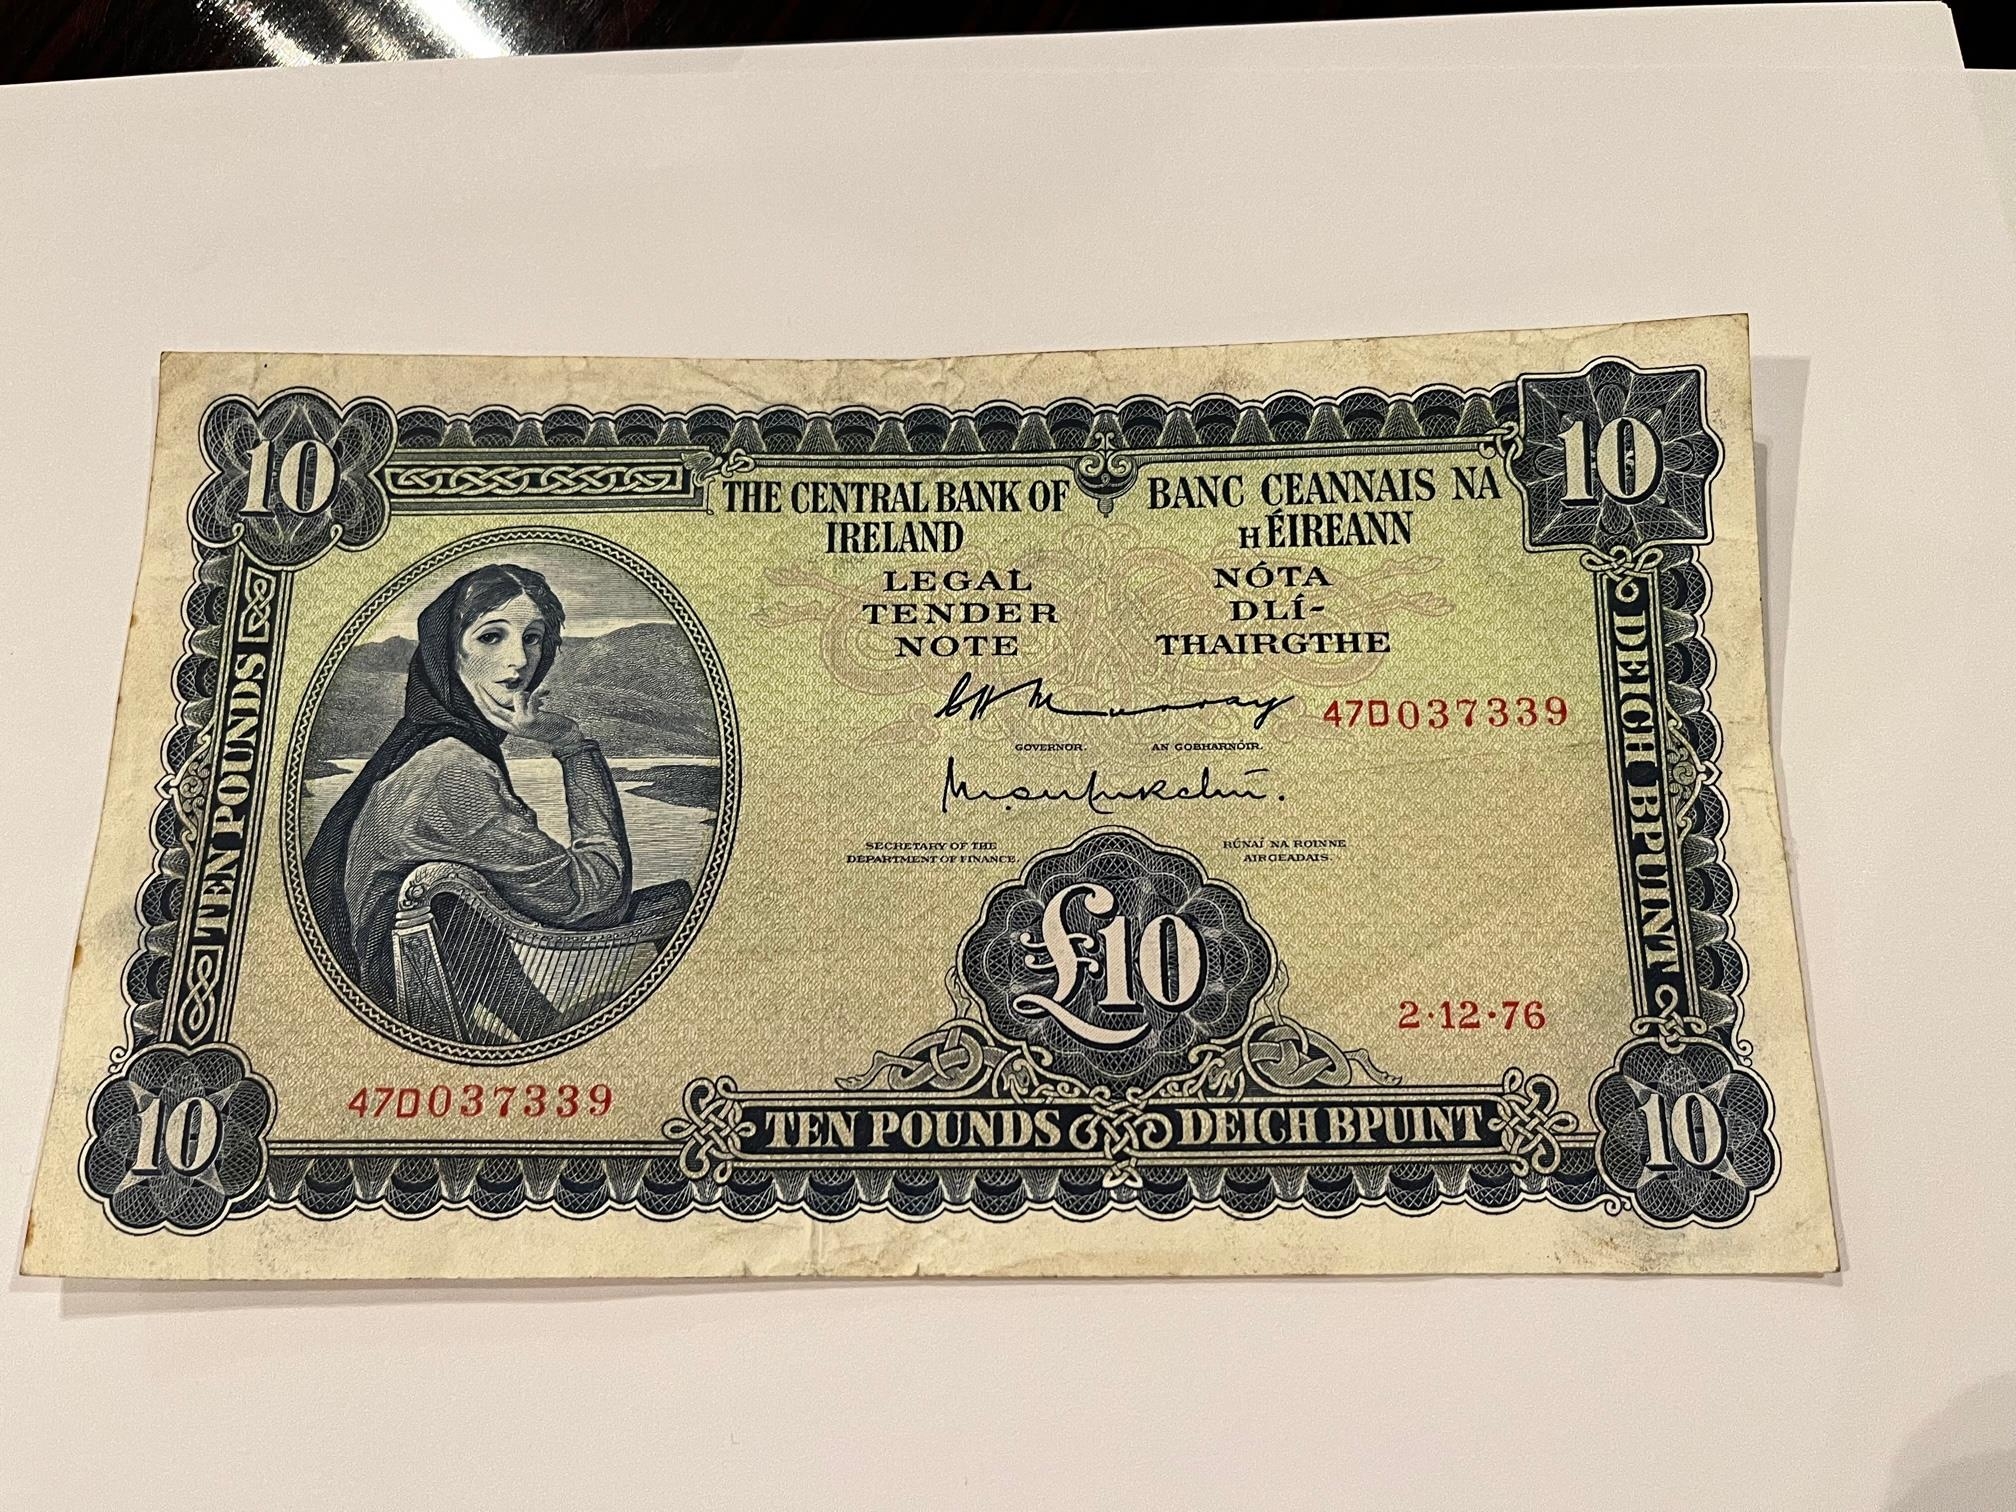 10
10
THE CENTRAL BANK OF
IRELAND
LEGAL
TENDER
NOTE
BANC CEANNAIS NA
H ÉIREANN
NÓTA
DLÍ-
THAIRGTHE
TEN POUNDS
DEICH BPUINT
47D037339
GOVERNOR. AN GOBHARNÓIR.
SECRETARY OF THE
DEPARTMENT OF FINANCE.
RÚNAÍ NA ROINNE
AIRGEADAIS.
£10
2·12·76
47D037339
TEN POUNDS DEICH BPUINT
10
10